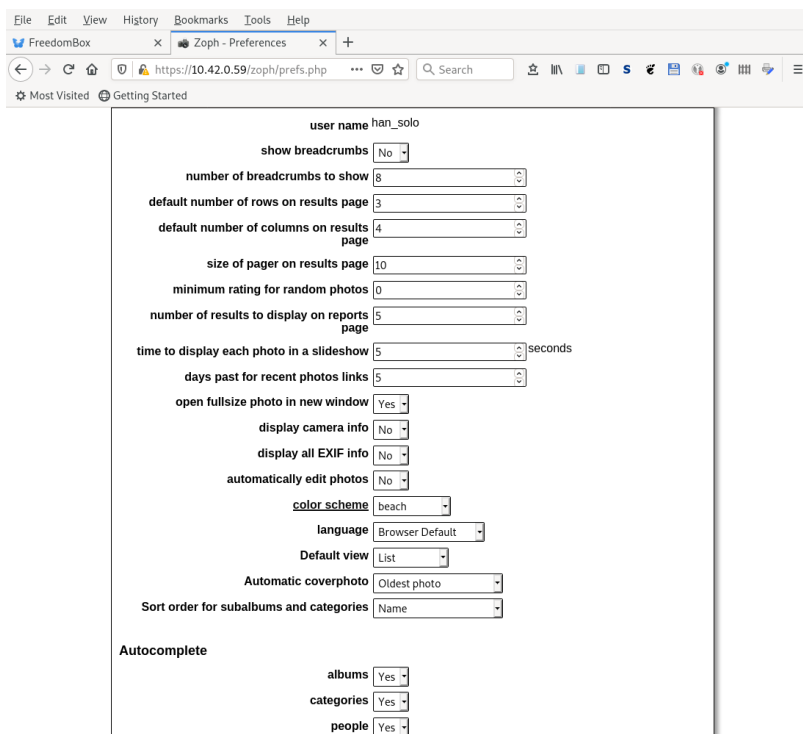 File Edit View History Bookmarks Tools Help
FreedomBox Zoph - Preferences
https://10.42.0.59/zoph/prefs.php Search
Most Visited Getting Started
user name han_solo
show breadcrumbs No
number of breadcrumbs to show 8
default number of rows on results page 3
default number of columns on results 4
page
size of pager on results page 10
minimum rating for random photos 0
number of results to display on reports 5
page
time to display each photo in a slideshow 5 seconds
days past for recent photos links 5
open fullsize photo in new window Yes
display camera info No
display all EXIF info No
automatically edit photos No
color scheme beach
language Browser Default
Default view List
Automatic coverphoto Oldest photo
Sort order for subalbums and categories Name
Autocomplete
albums Yes
categories Yes
people Yes